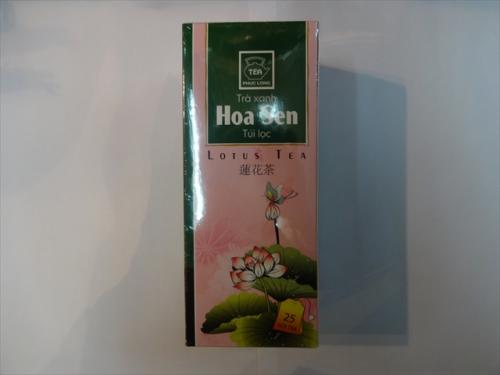 TEA
PHUC LONG
Trà xanh
Hoa Sen
Túi lọc
LOTUS TEA
蓮花茶
25